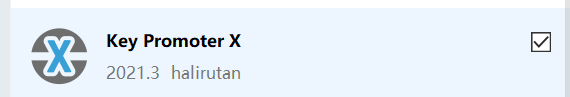 X
Key Promoter X
2021.3 halirutan